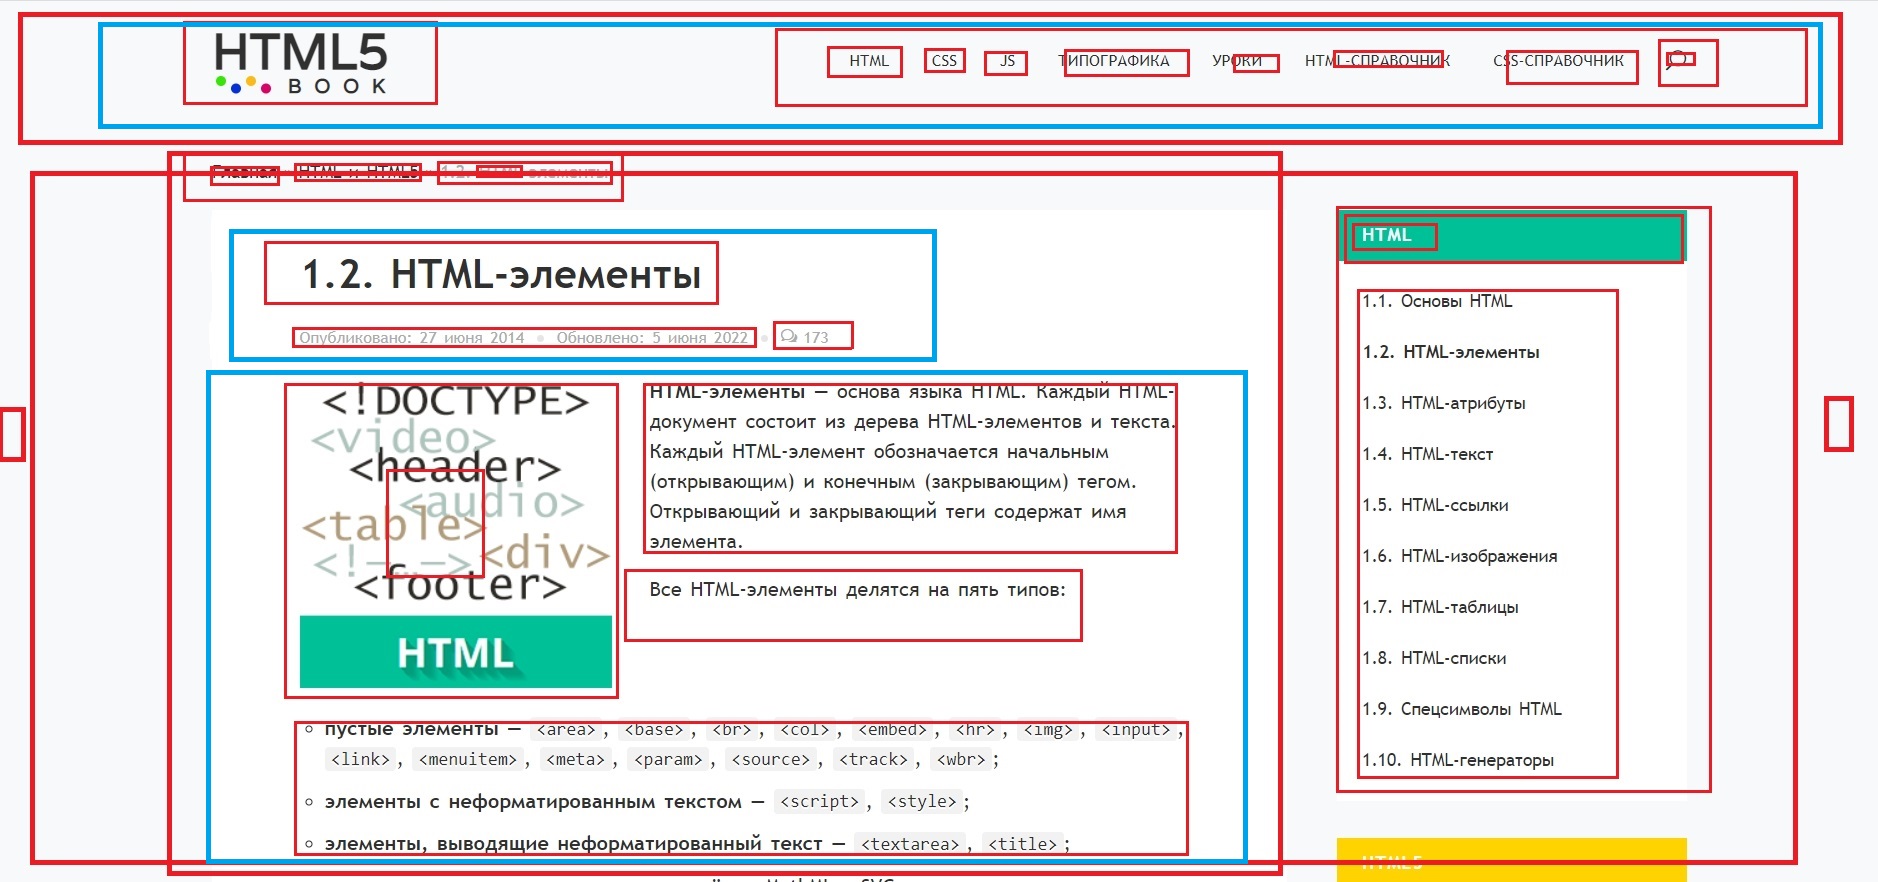 HTML5
BOOK
HTML CSS JS ТИПОГРАФИКА УРОКИ HTML-СПРАВОЧНИК CSS-СПРАВОЧНИК
Главная HTML и HTML5 1.2. HTML-элементы
1.2. HTML-элементы
Опубликовано: 27 июня 2014 Обновлено: 5 июня 2022 173
<!DOCTYPE>
<video>
<header>
<audio>
<table>
<!--…--> <div>
<footer>
HTML
HTML-элементы — основа языка HTML. Каждый HTML-
документ состоит из дерева HTML-элементов и текста.
Каждый HTML-элемент обозначается начальным
(открывающим) и конечным (закрывающим) тегом.
Открывающий и закрывающий теги содержат имя
элемента.
Все HTML-элементы делятся на пять типов:
пустые элементы — <area>, <base>, <br>, <col>, <embed>, <hr>, <img>, <input>,
<link>, <menuitem>, <meta>, <param>, <source>, <track>, <wbr>;
элементы с неформатированным текстом — <script>, <style>;
элементы, выводящие неформатированный текст — <textarea>, <title>;
HTML
1.1. Основы HTML
1.2. HTML-элементы
1.3. HTML-атрибуты
1.4. HTML-текст
1.5. HTML-ссылки
1.6. HTML-изображения
1.7. HTML-таблицы
1.8. HTML-списки
1.9. Спецсимволы HTML
1.10. HTML-генераторы
HTML5